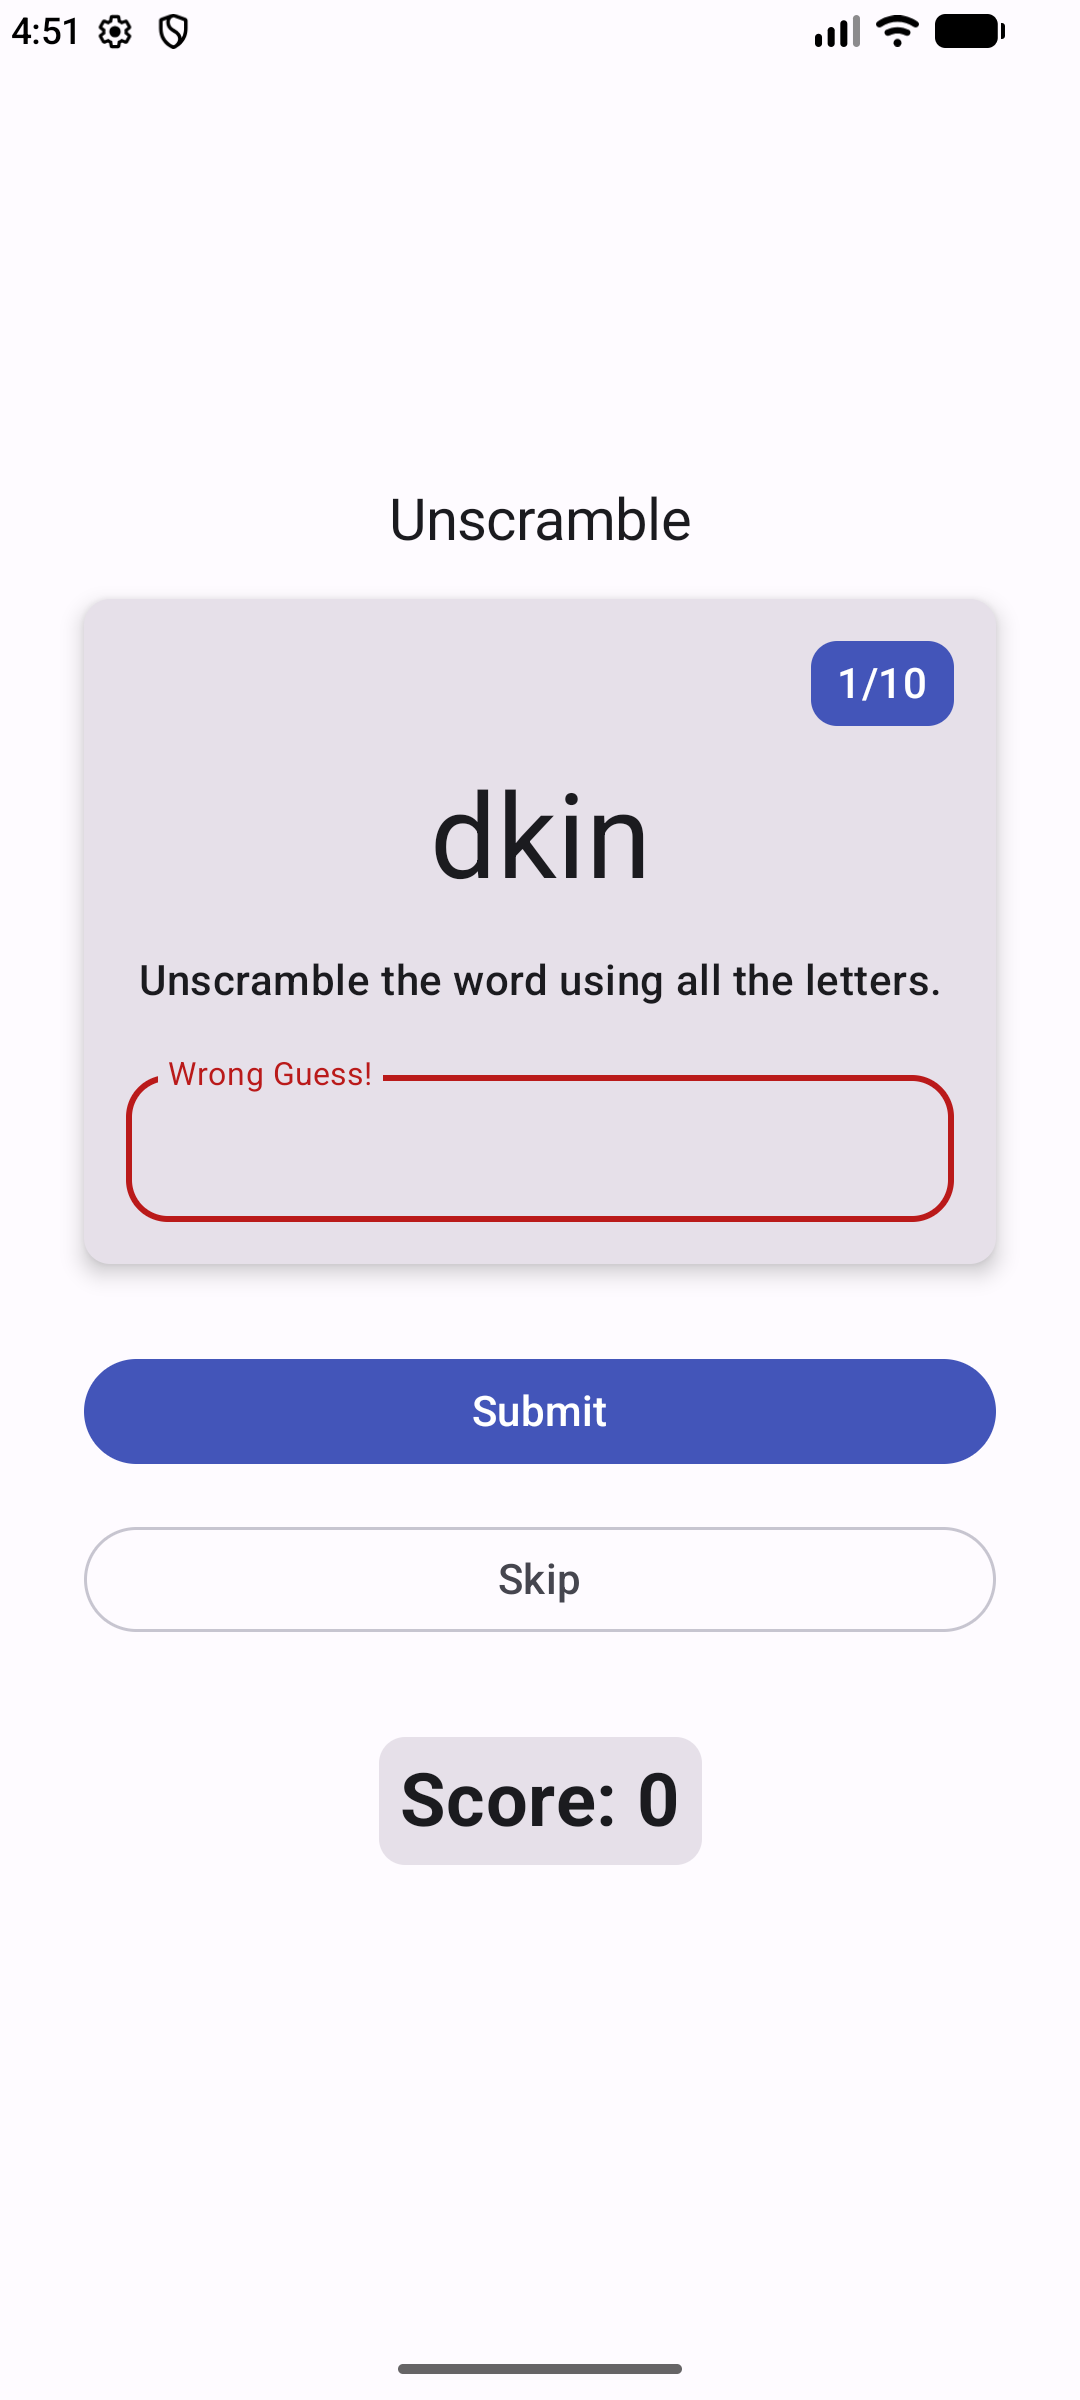 4:51
Unscramble
1/10
dkin
Unscramble the word using all the letters.
Wrong Guess!
Submit
Skip
Score: 0